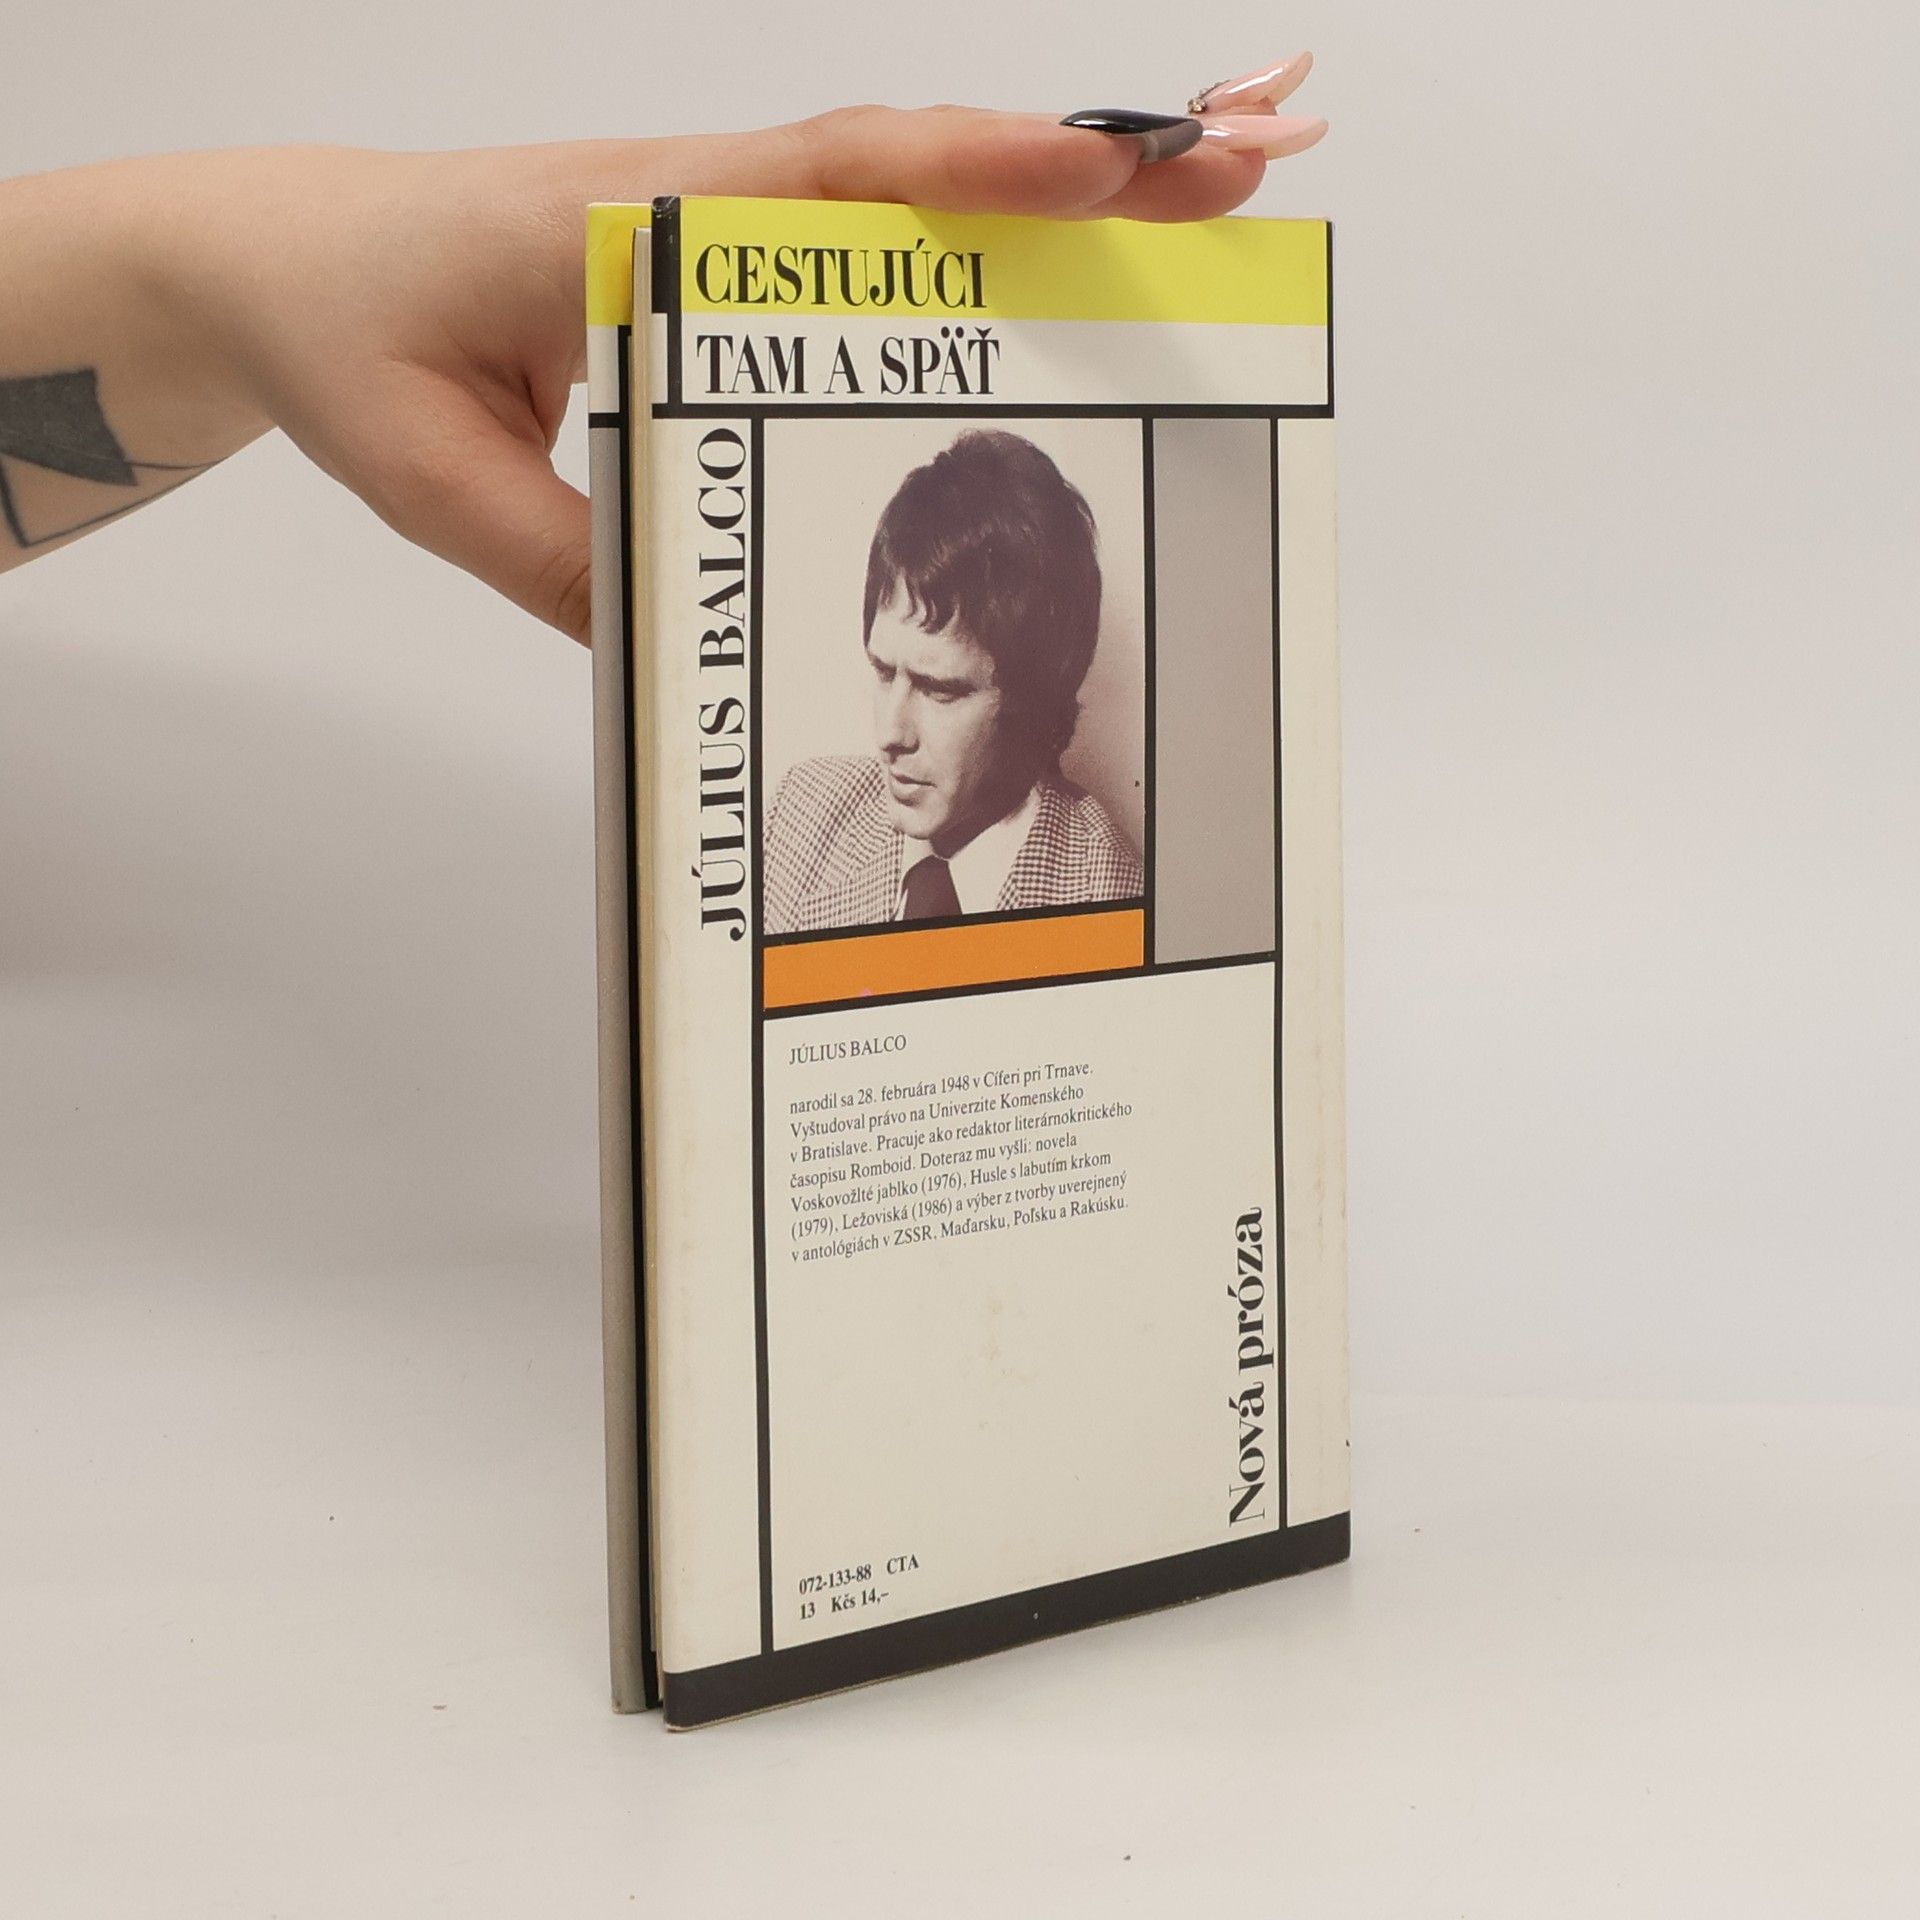 CESTUJÚCI
TAM A SPÄŤ
JÚLIUS BALCO
JÚLIUS BALCO
narodil sa 28. februára 1948 v Cíferi pri Trnave.
Vyštudoval právo na Univerzite Komenského
v Bratislave. Pracuje ako redaktor literárnokritického
časopisu Romboid. Doteraz mu vyšli: novela
Voskovožlté jablko (1976), Husle s labutím krkom
(1979), Ležoviská (1986) a výber z tvorby uverejnený
v antológiách v ZSSR, Maďarsku, Poľsku a Rakúsku.
Nová próza
072-133-88 CTA
13 Kčs 14,–